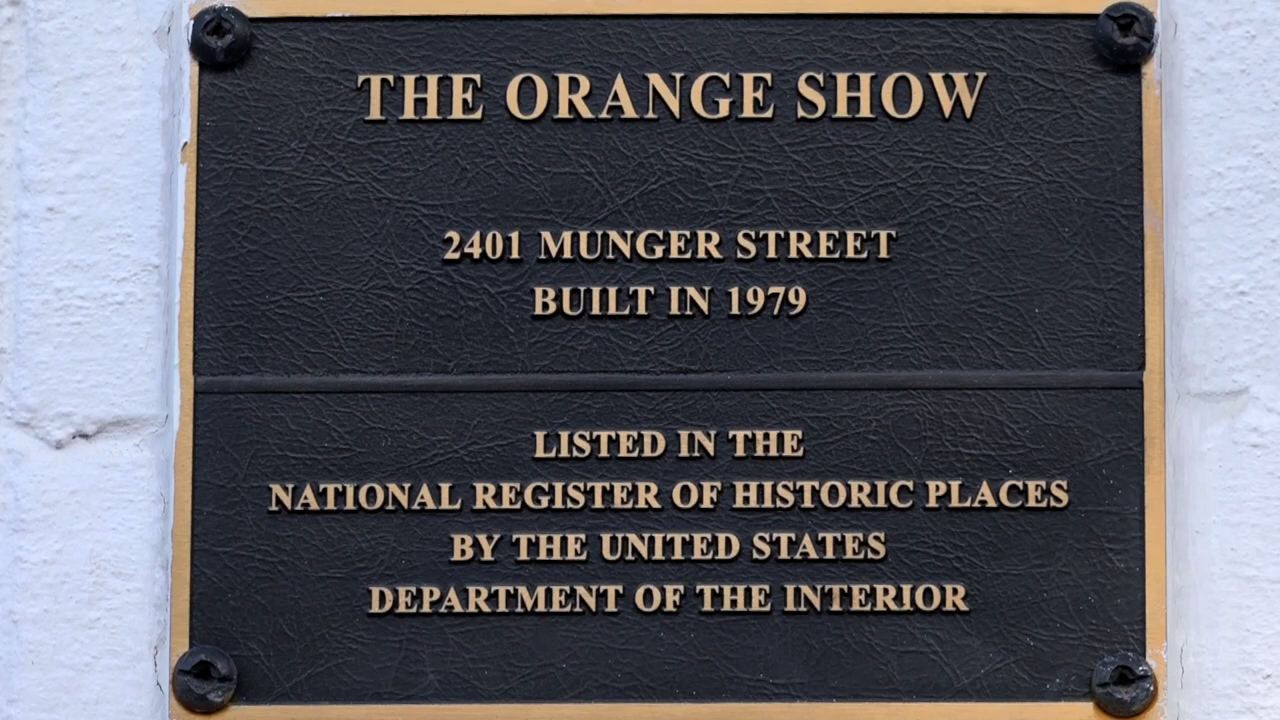 THE ORANGE SHOW
2401 MUNGER STREET
BUILT IN 1979
LISTED IN THE
NATIONAL REGISTER OF HISTORIC PLACES
BY THE UNITED STATES
DEPARTMENT OF THE INTERIOR